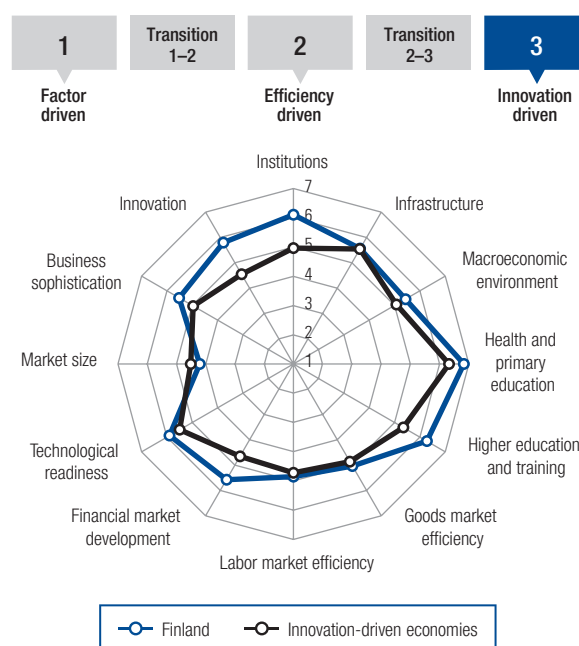 1
Transition
1–2
2
Transition
2–3
3
Factor
driven
Efficiency
driven
Innovation
driven
Institutions
7
Innovation
Infrastructure
6
5
Business
sophistication
Macroeconomic
environment
4
3
2
Market size
1
Health and
primary
education
Technological
readiness
Higher education
and training
Financial market
development
Goods market
efficiency
Labor market efficiency
Finland
Innovation-driven economies